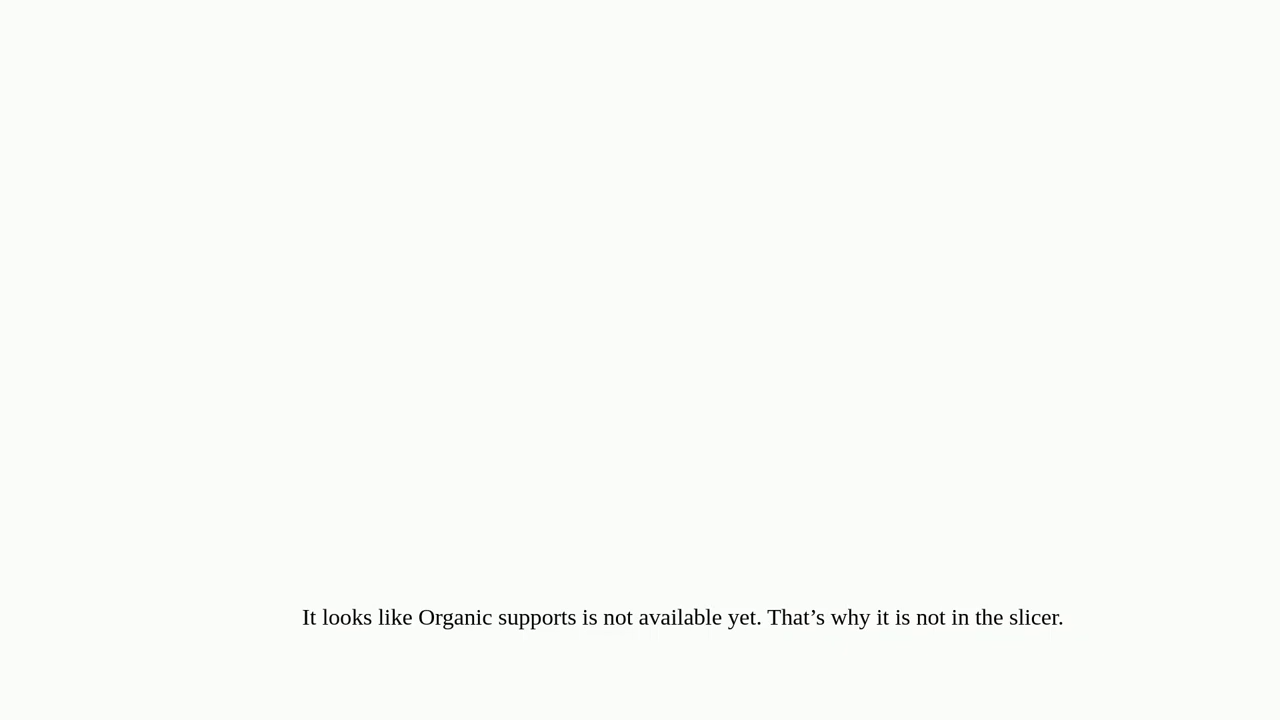 It looks like Organic supports is not available yet. That’s why it is not in the slicer.